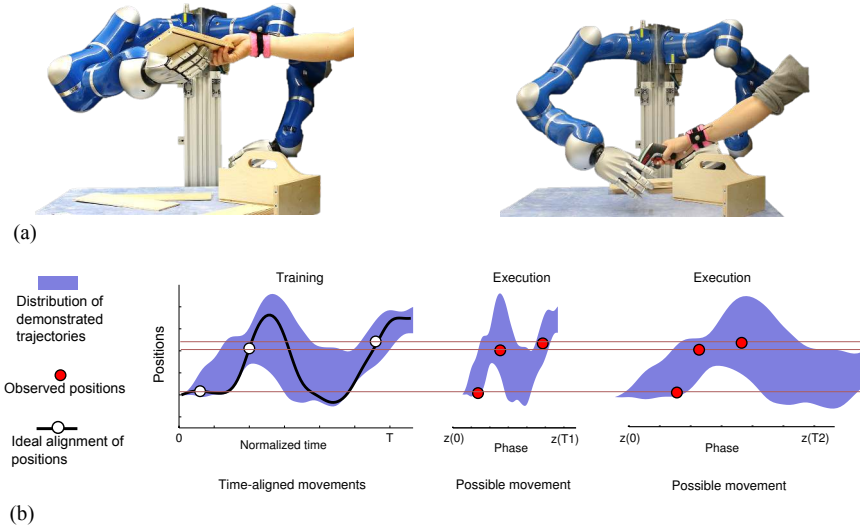 (a)
Distribution of
demonstrated
trajectories
Observed positions
Ideal alignment of
positions
Training
Positions
0
Normalized time
T
Time-aligned movements
Execution
z(0)
Phase
z(T1)
Possible movement
Execution
z(0)
Phase
z(T2)
Possible movement
(b)